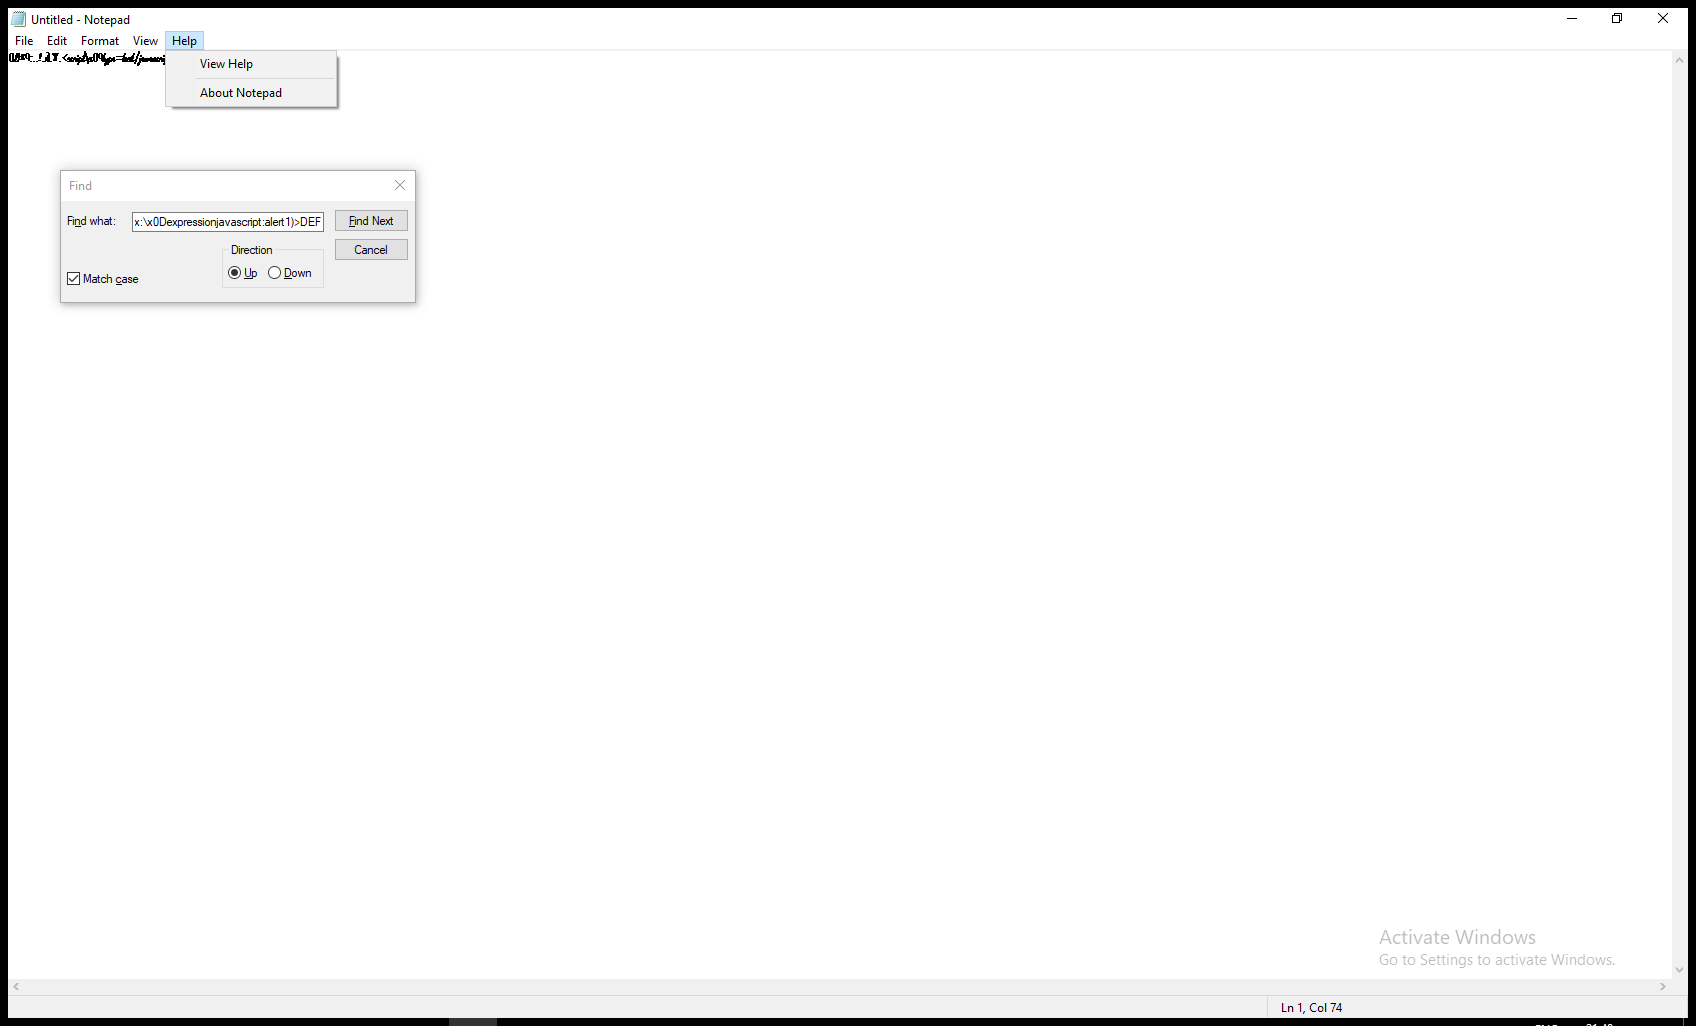 Untitled - Notepad
File Edit Format View Help
View Help
About Notepad
Find
Find what: x:\x0Dexpressionjavascript:alert1)>DEF Find Next
Direction Cancel
Up Down
Match case
Activate Windows
Go to Settings to activate Windows.
Ln 1, Col 74